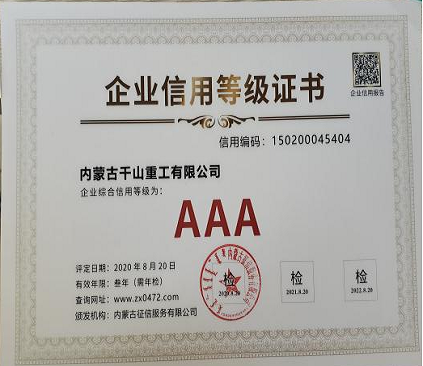 企业信用等级证书
企业信用报告
信用编码：150200045404
内蒙古千山重工有限公司
企业综合信用等级为：
AAA
评定日期：2020年8月20日
有效年限：叁年（需年检）
查询网址：www.zx0472.com
颁发机构：内蒙古征信服务有限公司
检
2020.8.20
检
2021.8.20
检
2022.8.20